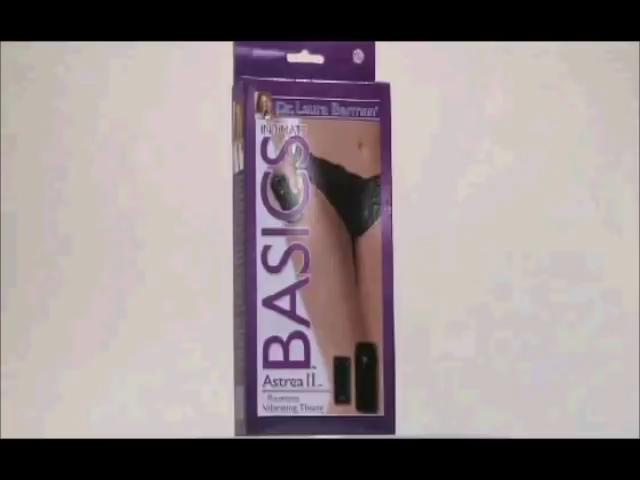 Dr. Laura Berman
INTIMATE
BASICS
Astrea II
Vibrating Thong